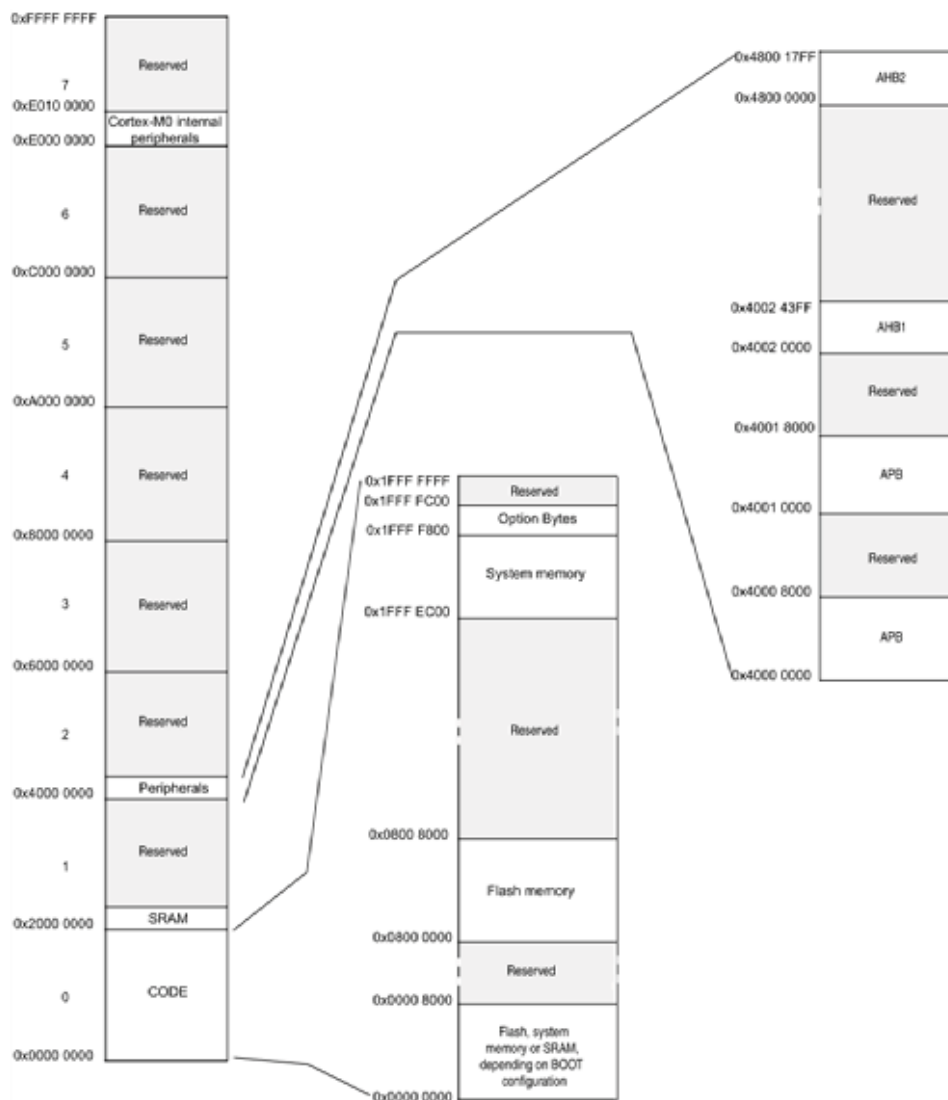 0xFFFF FFFF
Reserved
7
0xE010 0000
Cortex-M0 internal
peripherals
0xE000 0000
Reserved
6
0xC000 0000
Reserved
5
0xA000 0000
Reserved
4
0x8000 0000
Reserved
3
0x6000 0000
Reserved
2
Peripherals
0x4000 0000
Reserved
1
SRAM
0x2000 0000
CODE
0
0x0000 0000
0x1FFF FFFF
Reserved
0x1FFF FC00
Option Bytes
0x1FFF F800
System memory
0x1FFF EC00
Reserved
0x0800 8000
Flash memory
0x0800 0000
Reserved
0x0000 8000
Flash, system
memory or SRAM,
depending on BOOT
configuration
0x0000 0000
0x4800 17FF
AHB2
0x4800 0000
Reserved
0x4002 43FF
AHB1
0x4002 0000
Reserved
0x4001 8000
APB
0x4001 0000
Reserved
0x4000 8000
APB
0x4000 0000